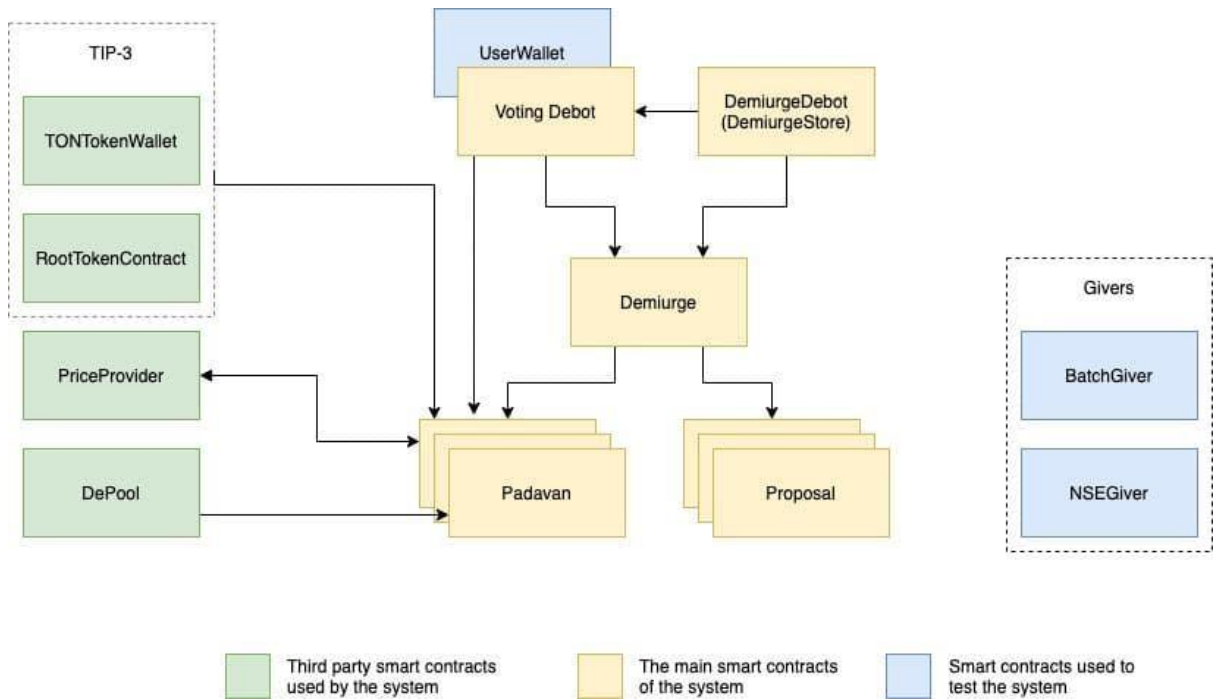 TIP-3
TONTokenWallet
RootTokenContract
PriceProvider
DePool
UserWallet
Voting Debot
DemiurgeDebot
(DemiurgeStore)
Demiurge
Padavan
Proposal
Givers
BatchGiver
NSEGiver
Third party smart contracts
used by the system
The main smart contracts
of the system
Smart contracts used to
test the system